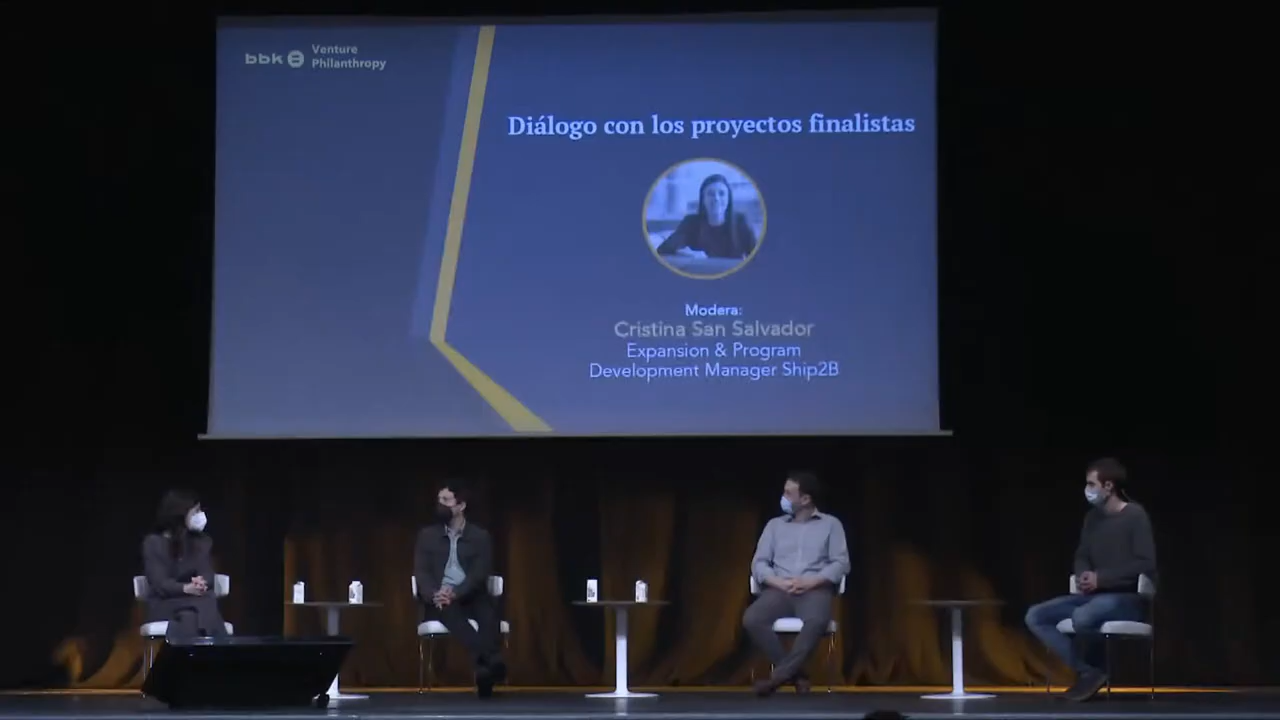 bbk Venture
Philanthropy
Diálogo con los proyectos finalistas
Modera:
Cristina San Salvador
Expansion & Program
Development Manager Ship2B